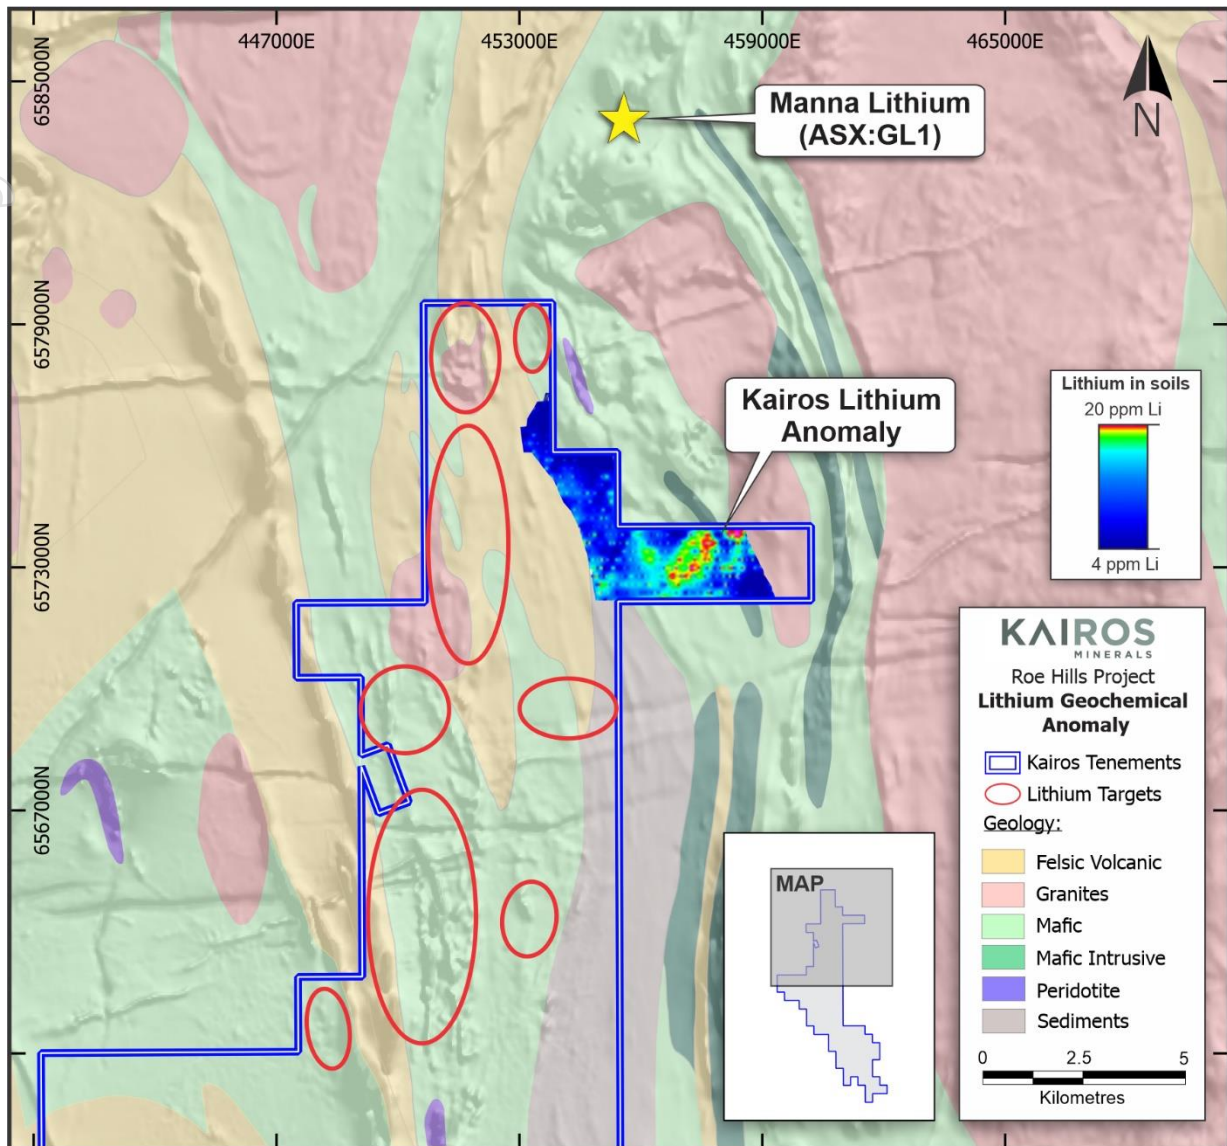 447000E
453000E
459000E
465000E
6585000N
6579000N
6573000N
6567000N
Manna Lithium
(ASX:GL1)
N
Kairos Lithium
Anomaly
Lithium in soils
20 ppm Li
4 ppm Li
KAIROS
MINERALS
Roe Hills Project
Lithium Geochemical
Anomaly
Kairos Tenements
Lithium Targets
Geology:
Felsic Volcanic
Granites
Mafic
Mafic Intrusive
Peridotite
Sediments
0 2.5 5
Kilometres
MAP